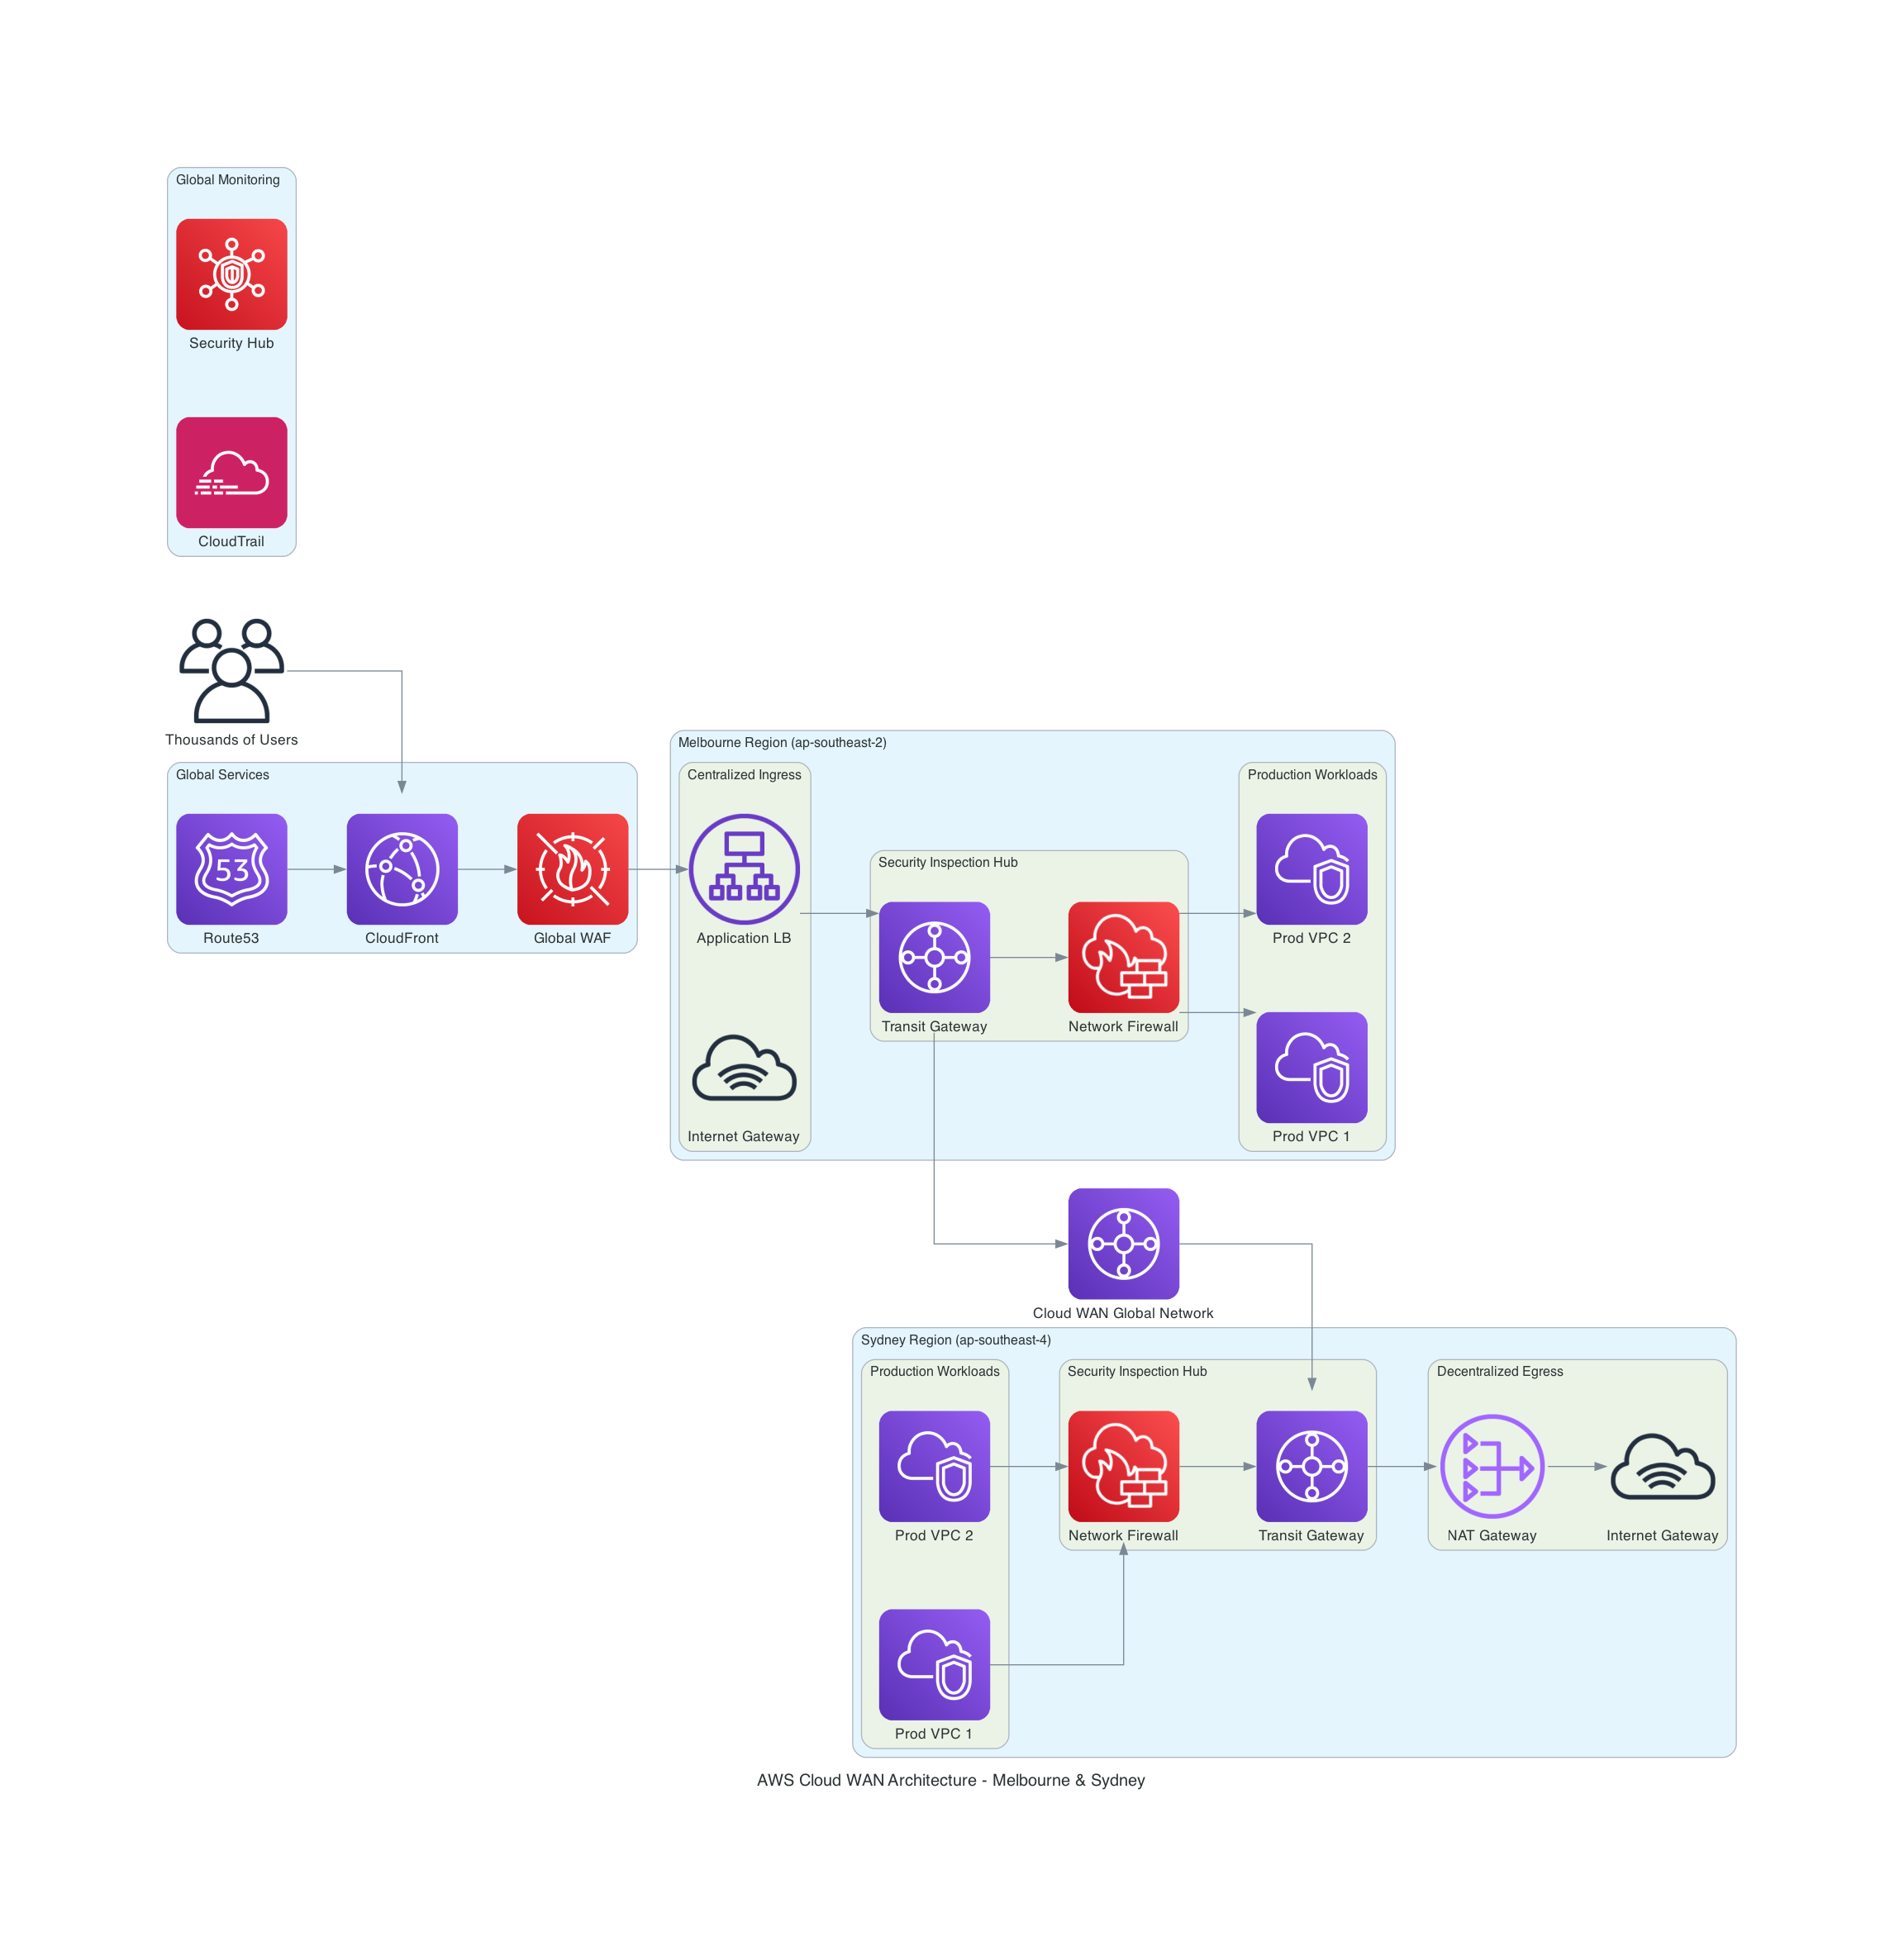 Global Monitoring
Security Hub
CloudTrail
Thousands of Users
Global Services
53
Route53
CloudFront
Global WAF
Melbourne Region (ap-southeast-2)
Centralized Ingress
Application LB
Internet Gateway
Security Inspection Hub
Transit Gateway
Network Firewall
Production Workloads
Prod VPC 2
Prod VPC 1
Cloud WAN Global Network
Sydney Region (ap-southeast-4)
Production Workloads
Prod VPC 2
Prod VPC 1
Security Inspection Hub
Network Firewall
Transit Gateway
Decentralized Egress
NAT Gateway
Internet Gateway
AWS Cloud WAN Architecture - Melbourne & Sydney